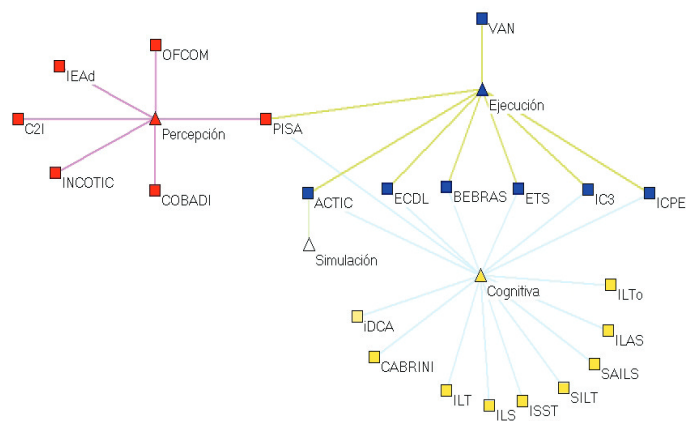 VAN
OFCOM
IEAd
Ejecución
C2I
Percepción
PISA
INCOTIC
COBADI
ACTIC
ECDL
BEBRAS
ETS
IC3
ICPE
Simulación
Cognitiva
ILTo
iDCA
ILAS
CABRINI
SAILS
ILT
ILS
ISST
SILT